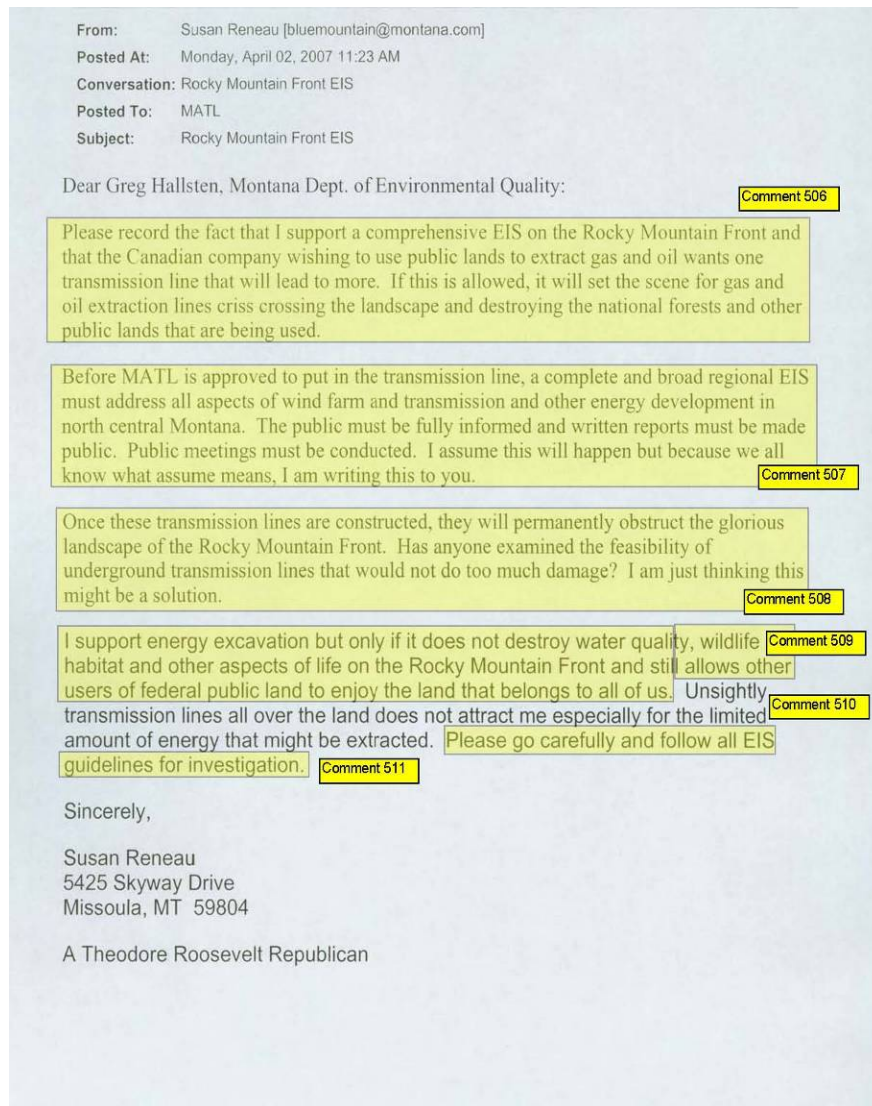 From: Susan Reneau [bluemountain@montana.com]
Posted At: Monday, April 02, 2007 11:23 AM
Conversation: Rocky Mountain Front EIS
Posted To: MATL
Subject: Rocky Mountain Front EIS
Dear Greg Hallsten, Montana Dept. of Environmental Quality:
Comment 506
Please record the fact that I support a comprehensive EIS on the Rocky Mountain Front and
that the Canadian company wishing to use public lands to extract gas and oil wants one
transmission line that will lead to more. If this is allowed, it will set the scene for gas and
oil extraction lines criss crossing the landscape and destroying the national forests and other
public lands that are being used.
Before MATL is approved to put in the transmission line, a complete and broad regional EIS
must address all aspects of wind farm and transmission and other energy development in
north central Montana. The public must be fully informed and written reports must be made
public. Public meetings must be conducted. I assume this will happen but because we all
know what assume means, I am writing this to you.
Comment 507
Once these transmission lines are constructed, they will permanently obstruct the glorious
landscape of the Rocky Mountain Front. Has anyone examined the feasibility of
underground transmission lines that would not do too much damage? I am just thinking this
might be a solution.
Comment 508
I support energy excavation but only if it does not destroy water quality, wildlife
Comment 509
habitat and other aspects of life on the Rocky Mountain Front and still allows other
users of federal public land to enjoy the land that belongs to all of us. Unsightly
Comment 510
transmission lines all over the land does not attract me especially for the limited
amount of energy that might be extracted. Please go carefully and follow all EIS
guidelines for investigation.
Comment 511
Sincerely,
Susan Reneau
5425 Skyway Drive
Missoula, MT 59804
A Theodore Roosevelt Republican